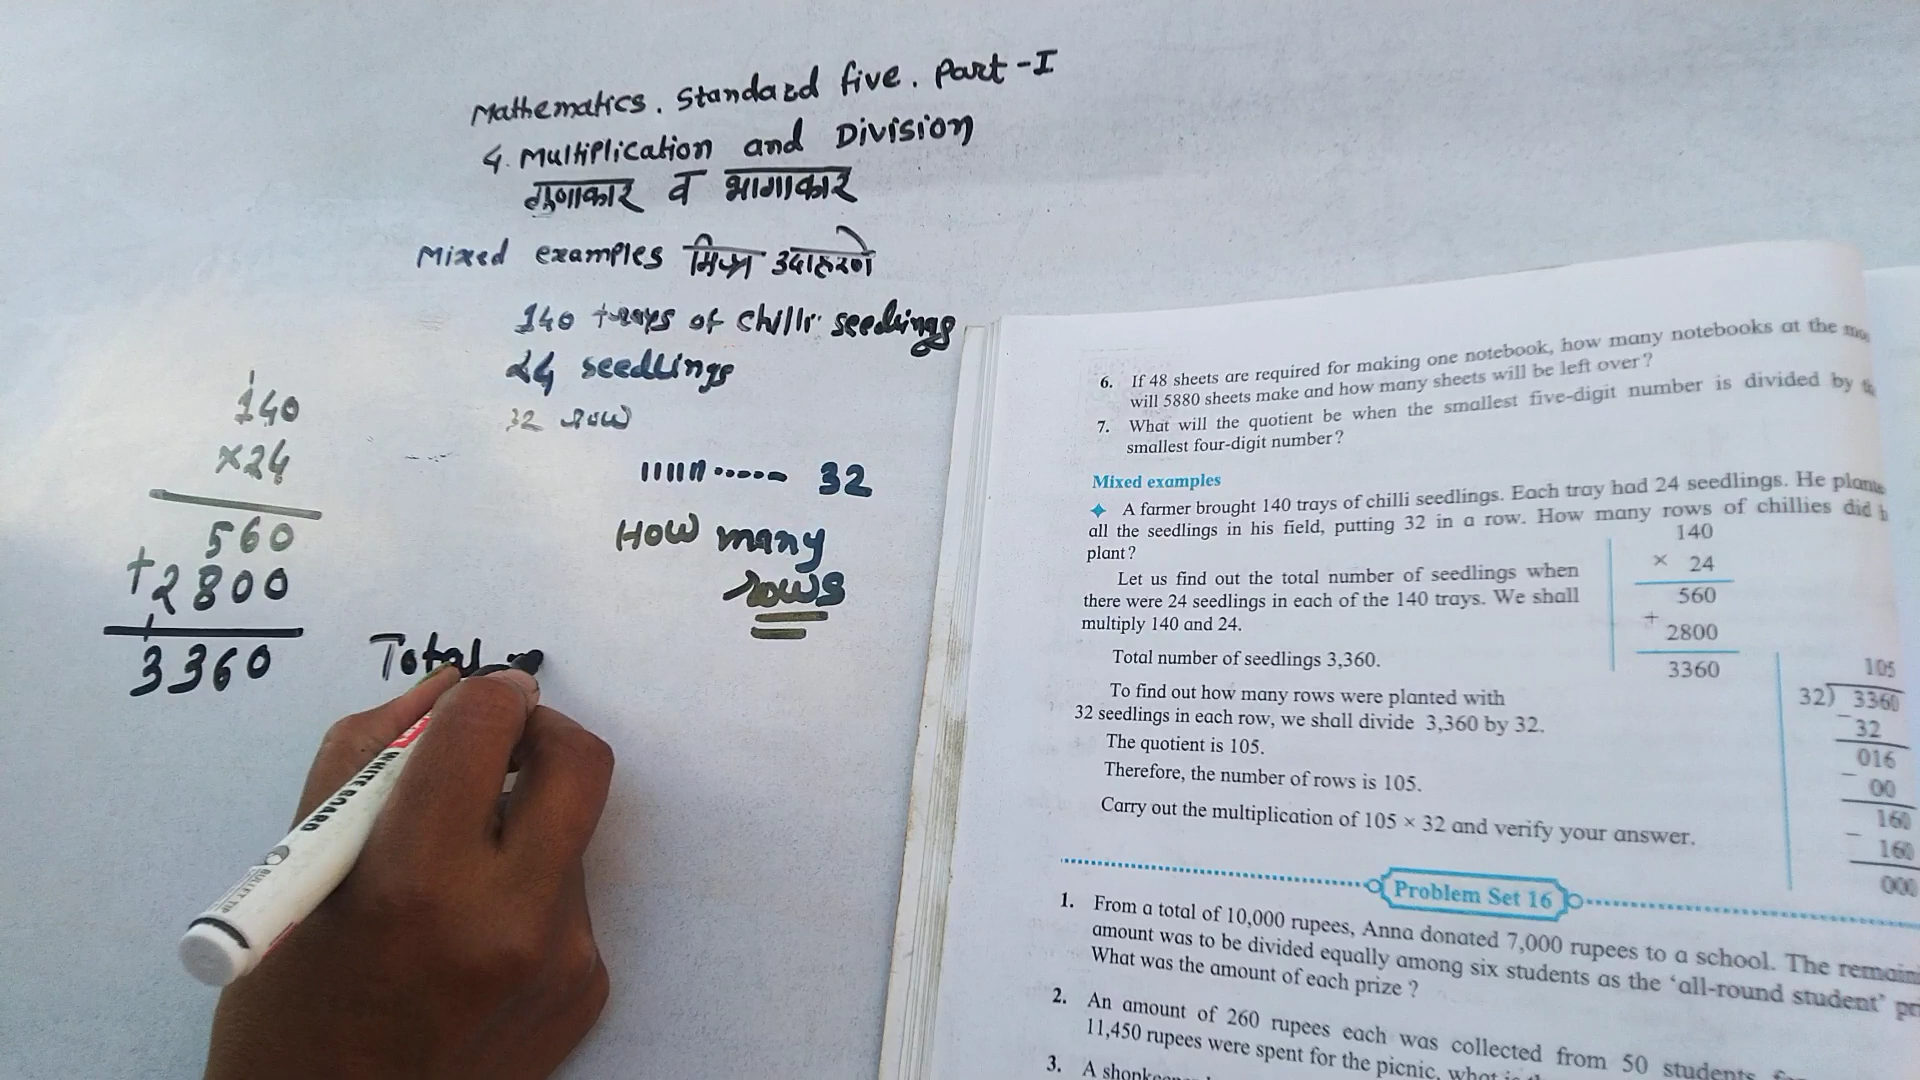 Mathematics. Standard five. Part-I
4. Multiplication and Division
गुणाकार व भागाकार
Mixed examples मिश्र उदाहरणे
140 trays of chilli seedlings
24 seedlings
32 row
32
How many
rows
140
×24
560
+2800
3360
Total
WHITE BOARD
BULLET TIP
6. If 48 sheets are required for making one notebook, how many notebooks at the
will 5880 sheets make and how many sheets will be left over?
7. What will the quotient be when the smallest five-digit number is divided by
smallest four-digit number?
Mixed examples
A farmer brought 140 trays of chilli seedlings. Each tray had 24 seedlings. He
all the seedlings in his field, putting 32 in a row. How many rows of chillies did
plant?
Let us find out the total number of seedlings when
there were 24 seedlings in each of the 140 trays. We shall
multiply 140 and 24.
Total number of seedlings 3,360.
To find out how many rows were planted with
32 seedlings in each row, we shall divide 3,360 by 32.
The quotient is 105.
Therefore, the number of rows is 105.
Carry out the multiplication of 105 × 32 and verify your answer.
140
× 24
560
+
2800
3360
105
32) 3360
- 32
016
- 00
160
- 160
000
Problem Set 16
1. From a total of 10,000 rupees, Anna donated 7,000 rupees to a school. The
amount was to be divided equally among six students as the 'all-round student'
What was the amount of each prize ?
2. An amount of 260 rupees each was collected from 50 students
11,450 rupees were spent for the picnic, what
3. A